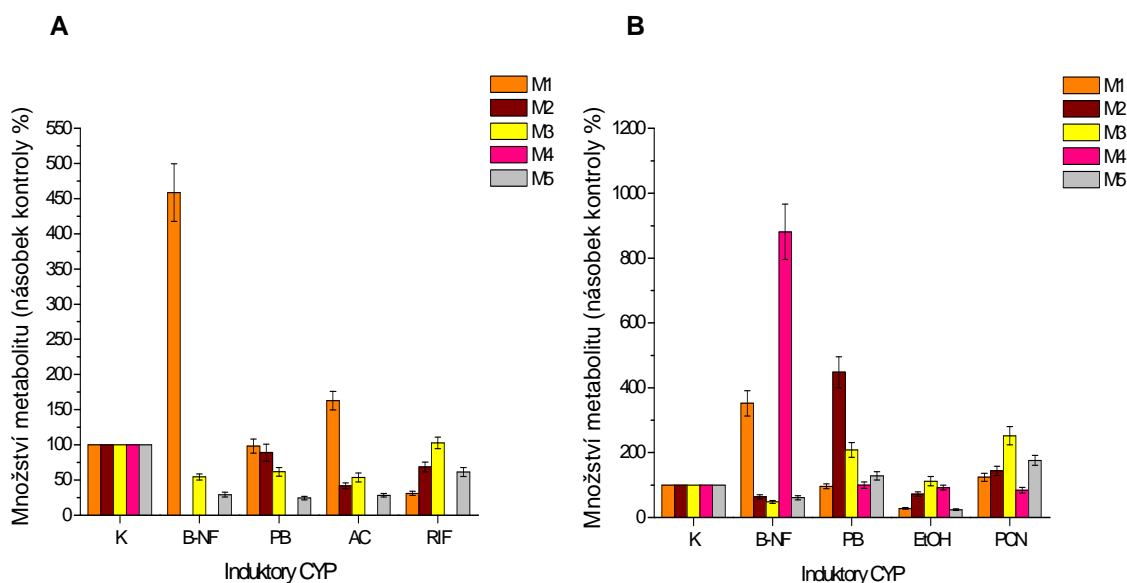 A
M1
M2
M3
M4
M5
Množství metabolitu (násobek kontroly %)
550
500
450
400
350
300
250
200
150
100
50
0
K B-NF PB AC RIF
Induktory CYP
B
M1
M2
M3
M4
M5
Množství metabolitu (násobek kontroly %)
1200
1000
800
600
400
200
0
K B-NF PB EtOH PCN
Induktory CYP